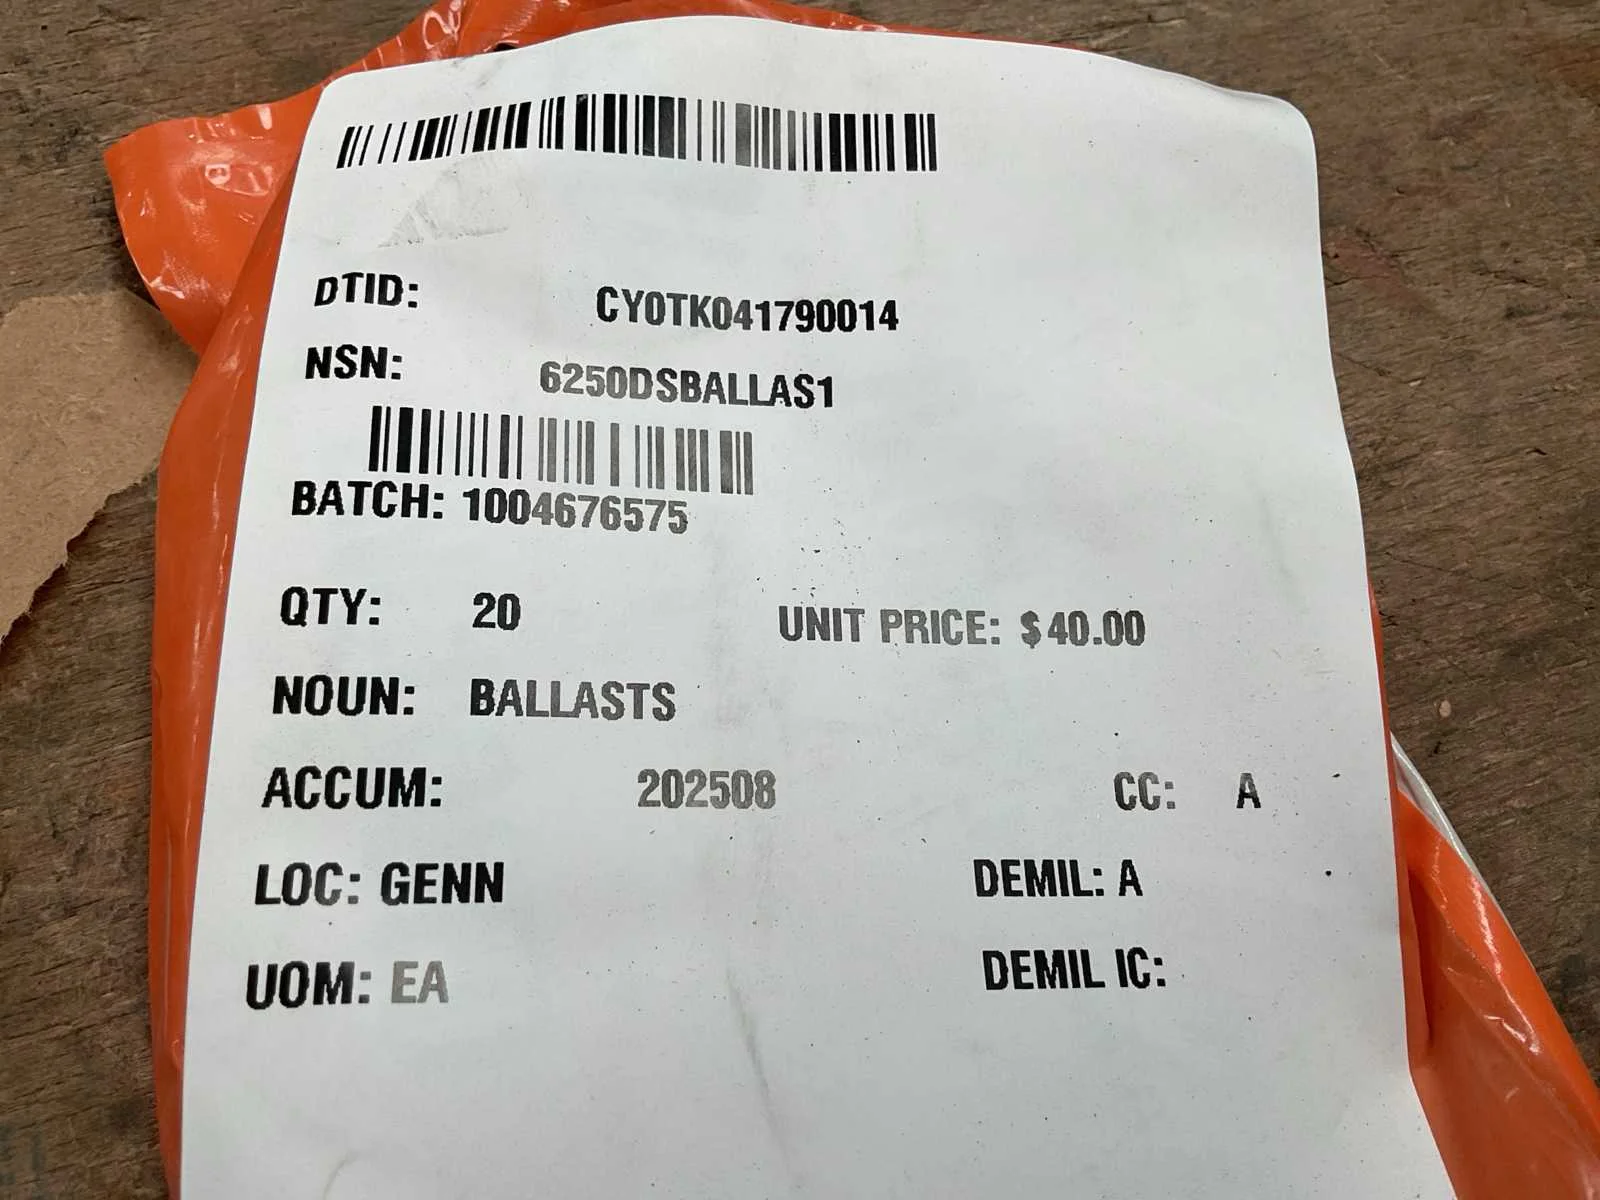 DTID: CY0TK041790014
NSN: 6250DSBALLAS1
BATCH: 1004676575
QTY: 20 UNIT PRICE: $40.00
NOUN: BALLASTS
ACCUM: 202508 CC: A
LOC: GENN DEMIL: A
UOM: EA DEMIL IC: